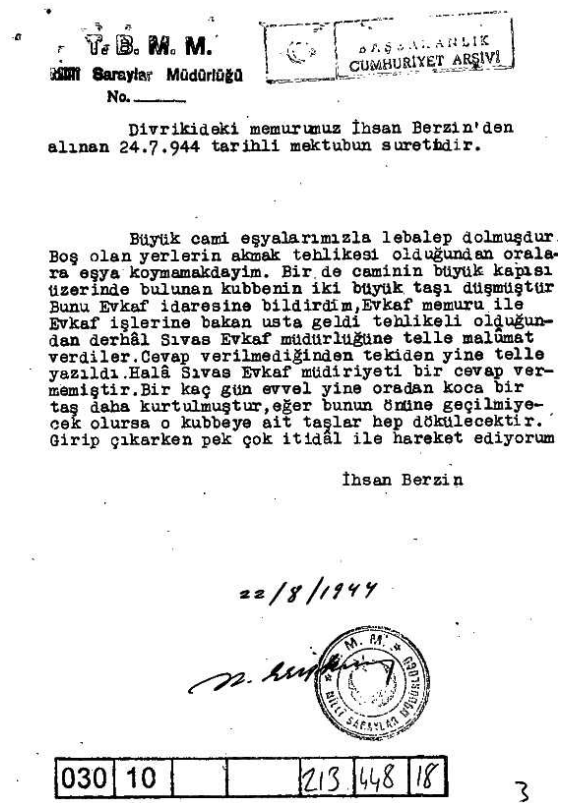 T. B. M. M.
Millî Saraylar Müdürlüğü
No.
BAŞBAKANLIK
CUMHURİYET ARŞİVİ
Divrikideki memurumuz İhsan Berzin'den
alınan 24.7.944 tarihli mektubun suretidir.
Büyük cami eşyalarımızla lebalep dolmuşdur
Boş olan yerlerin akmak tehlikesi olduğundan orala-
ra eşya koymamakdayim. Bir de caminin büyük kapısı
üzerinde bulunan kubbenin iki büyük taşı düşmüştür
Bunu Evkaf idaresine bildirdim,Evkaf memuru ile
Evkaf işlerine bakan usta geldi tehlikeli olduğun-
dan derhâl Sıvas Evkaf müdürlüğüne telle malûmat
verdiler.Cevap verilmediğinden tekiden yine telle
yazıldı.Halâ Sıvas Evkaf müdiriyeti bir cevap ver-
memiştir.Bir kaç gün evvel yine oradan koca bir
taş daha kurtulmuştur,eğer bunun önüne geçilmiye-
cek olursa o kubbeye ait taşlar hep dökülecektir.
Girip çıkarken pek çok itidâl ile hareket ediyorum
İhsan Berzin
22/8/1944
M. M.
MİLLÎ SARAYLAR MÜDÜRLÜĞÜ
030 10 213 448 18
3